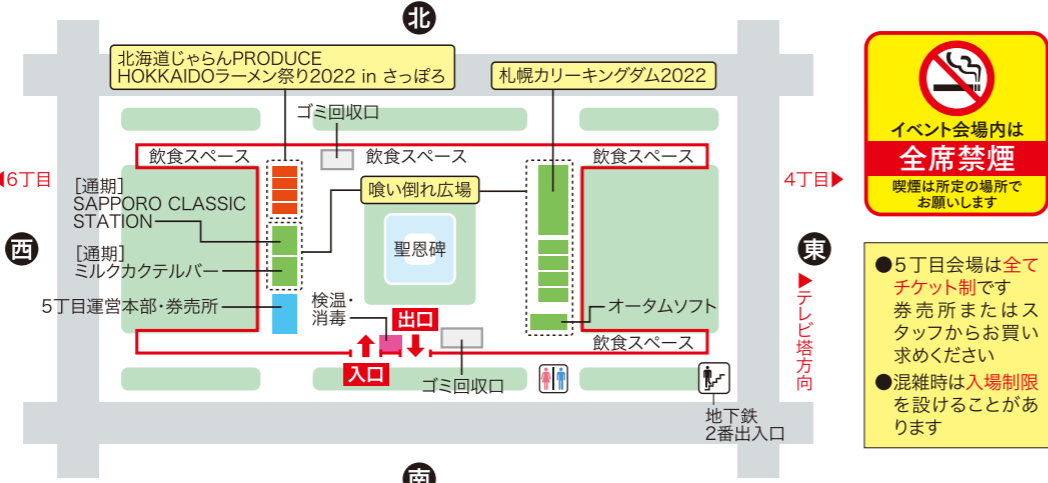 北
北海道じゃらんPRODUCE
HOKKAIDOラーメン祭り2022 in さっぽろ
札幌カリーキングダム2022
ゴミ回収口
飲食スペース
飲食スペース
飲食スペース
◀6丁目
4丁目▶
[通期]
SAPPORO CLASSIC
STATION
喰い倒れ広場
西
聖恩碑
東
[通期]
ミルクカクテルバー
▶テレビ塔方向
5丁目運営本部・券売所
検温・
消毒
出口
オータムソフト
飲食スペース
入口
ゴミ回収口
地下鉄
2番出入口
南
イベント会場内は
全席禁煙
喫煙は所定の場所で
お願いします
●5丁目会場は全て
チケット制です
券売所またはス
タッフからお買い
求めください
●混雑時は入場制限
を設けることがあ
ります